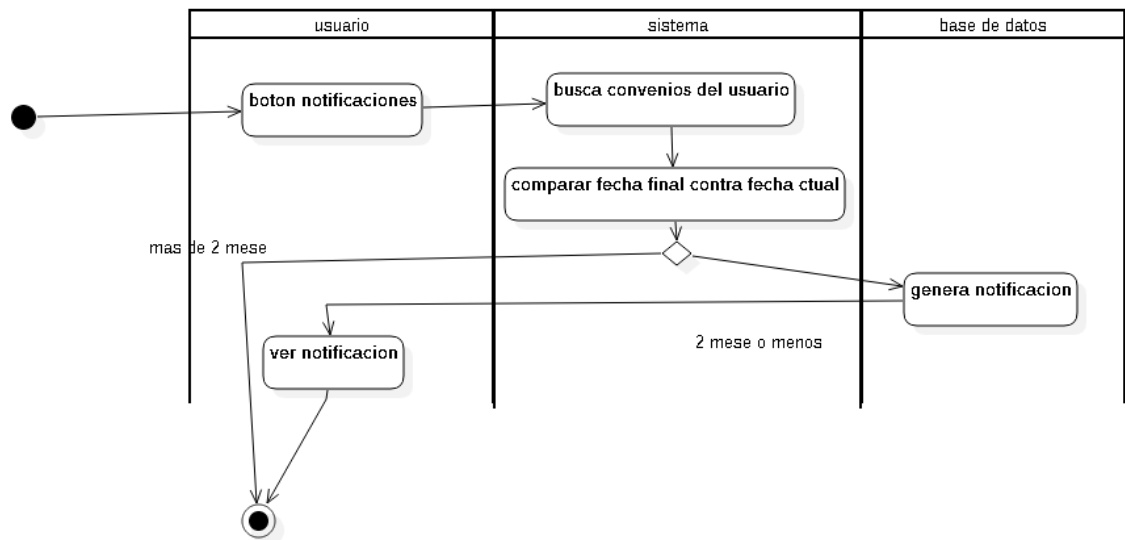 usuario
sistema
base de datos
boton notificaciones
busca convenios del usuario
comparar fecha final contra fecha ctual
mas de 2 mese
genera notificacion
2 mese o menos
ver notificacion